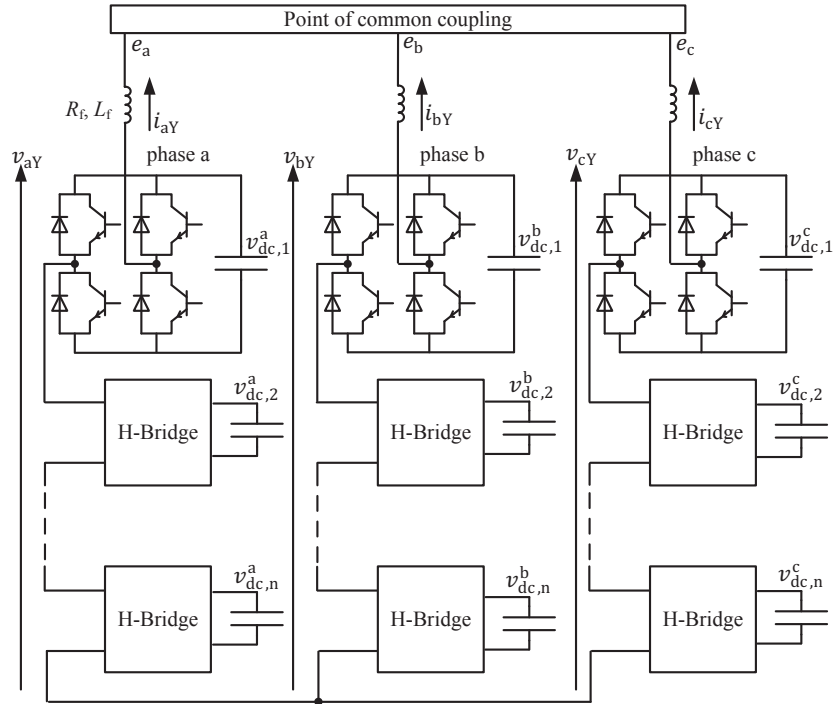 Point of common coupling
e_a e_b e_c
R_f, L_f i_aY i_bY i_cY
v_aY phase a v_bY phase b v_cY phase c
v^a_dc,1 v^b_dc,1 v^c_dc,1
v^a_dc,2 v^b_dc,2 v^c_dc,2
H-Bridge H-Bridge H-Bridge
v^a_dc,n v^b_dc,n v^c_dc,n
H-Bridge H-Bridge H-Bridge